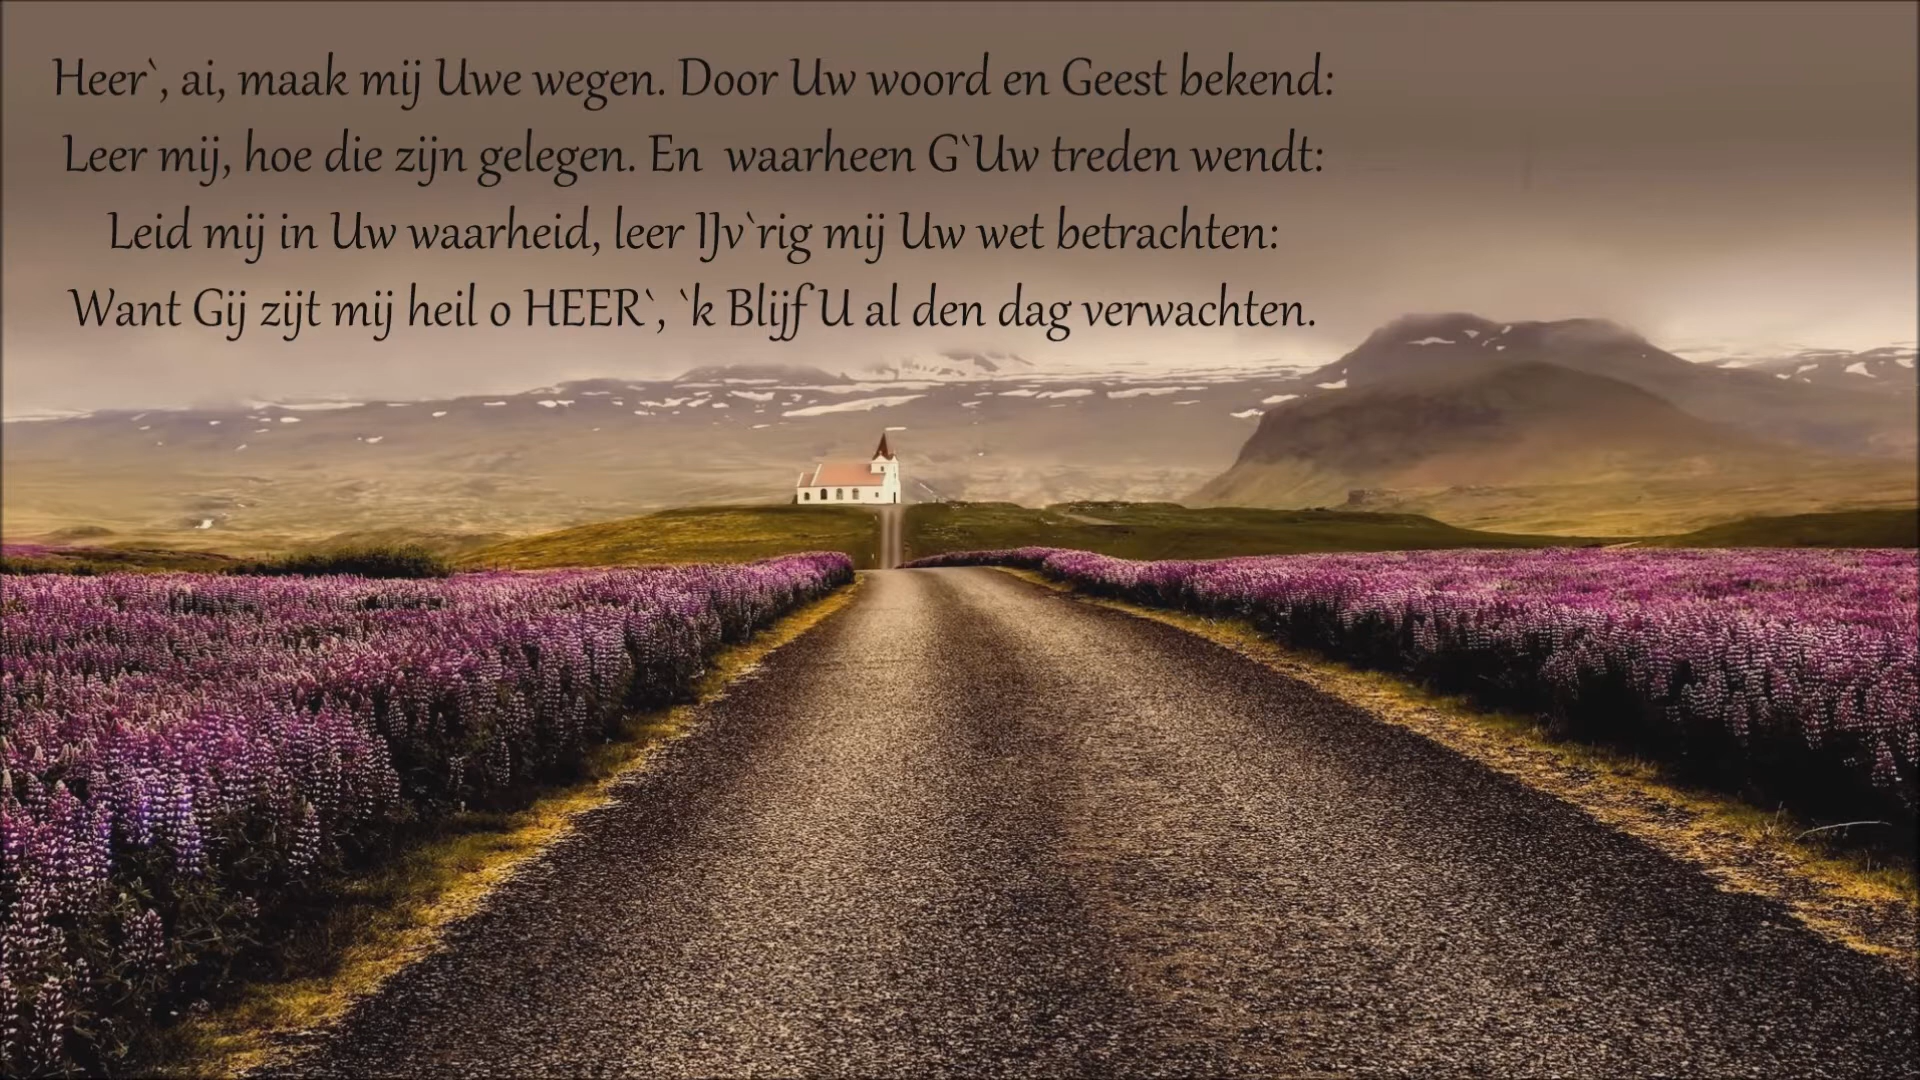 Heer`, ai, maak mij Uwe wegen. Door Uw woord en Geest bekend:
Leer mij, hoe die zijn gelegen. En waarheen G`Uw treden wendt:
Leid mij in Uw waarheid, leer IJv`rig mij Uw wet betrachten:
Want Gij zijt mij heil o HEER`, `k Blijf U al den dag verwachten.